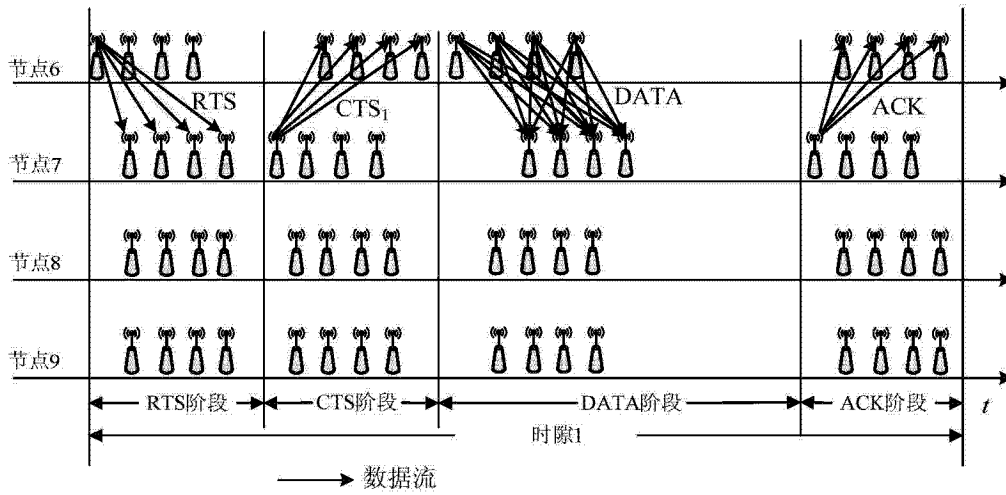 节点6
RTS
CTS₁
DATA
ACK
节点7
节点8
节点9
RTS阶段
CTS阶段
DATA阶段
ACK阶段
t
时隙1
数据流